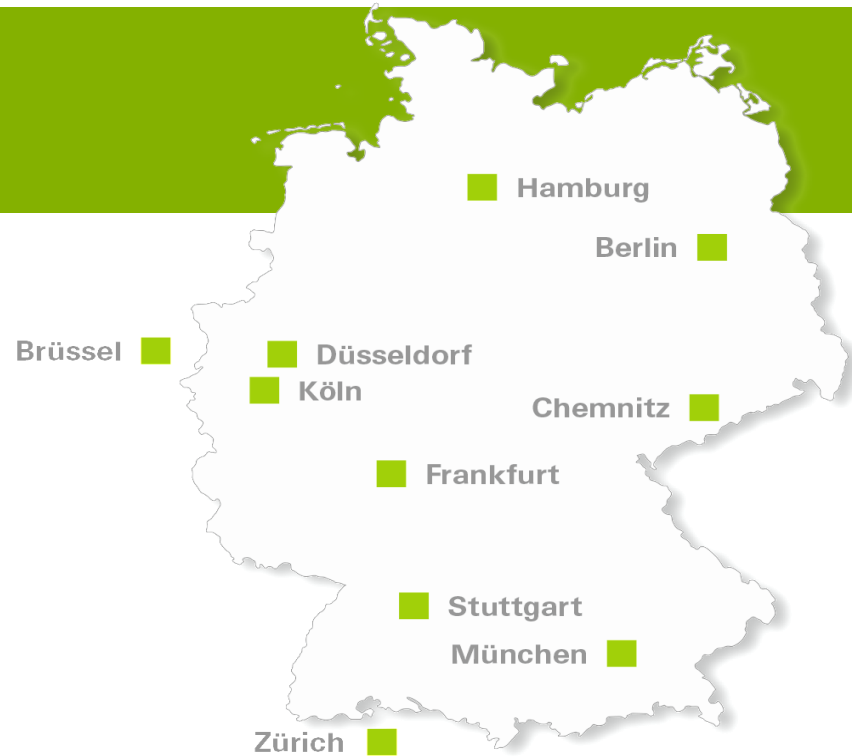 Hamburg
Berlin
Brüssel
Düsseldorf
Köln
Chemnitz
Frankfurt
Stuttgart
München
Zürich